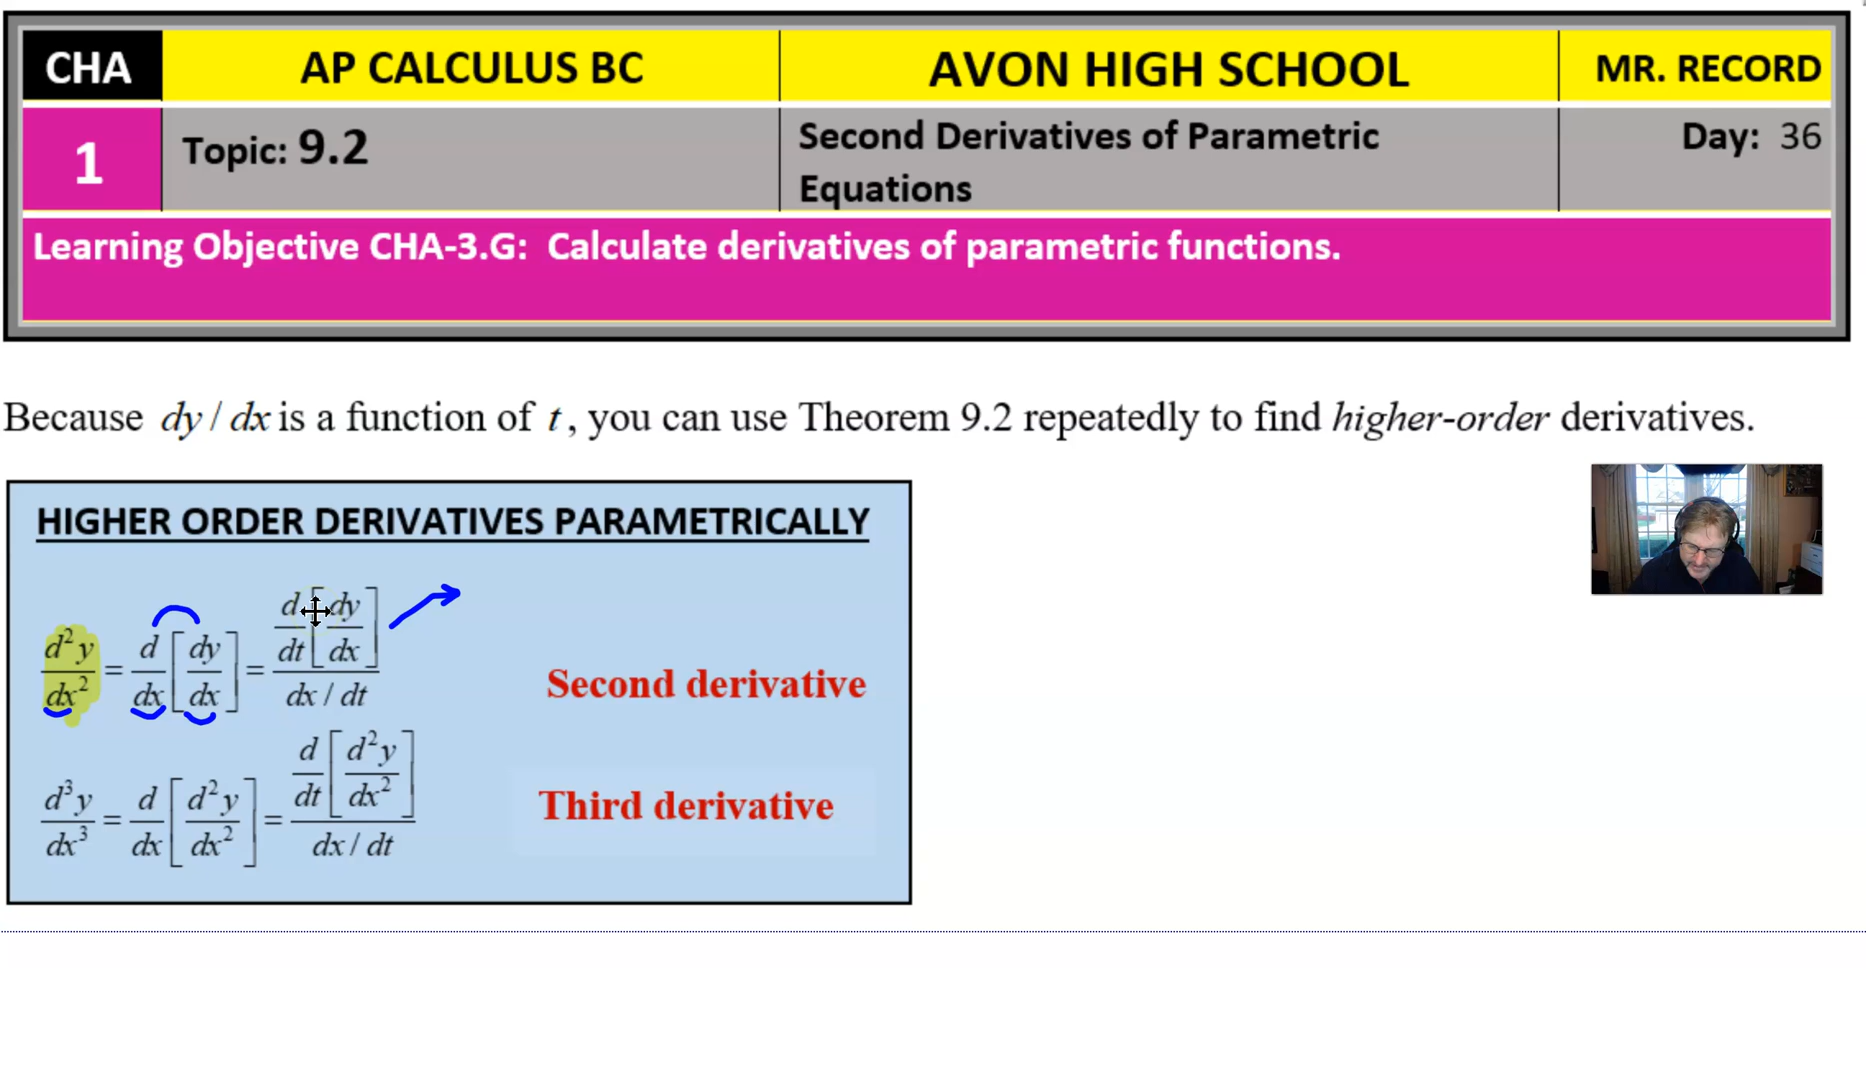 CHA AP CALCULUS BC AVON HIGH SCHOOL MR. RECORD
1 Topic: 9.2 Second Derivatives of Parametric Equations Day: 36
Learning Objective CHA-3.G: Calculate derivatives of parametric functions.
Because dy / dx is a function of t, you can use Theorem 9.2 repeatedly to find higher-order derivatives.
HIGHER ORDER DERIVATIVES PARAMETRICALLY
d²y/dx² = d/dx [dy/dx] = d/dt [dy/dx] / dx / dt Second derivative
d³y/dx³ = d/dx [d²y/dx²] = d/dt [d²y/dx²] / dx / dt Third derivative